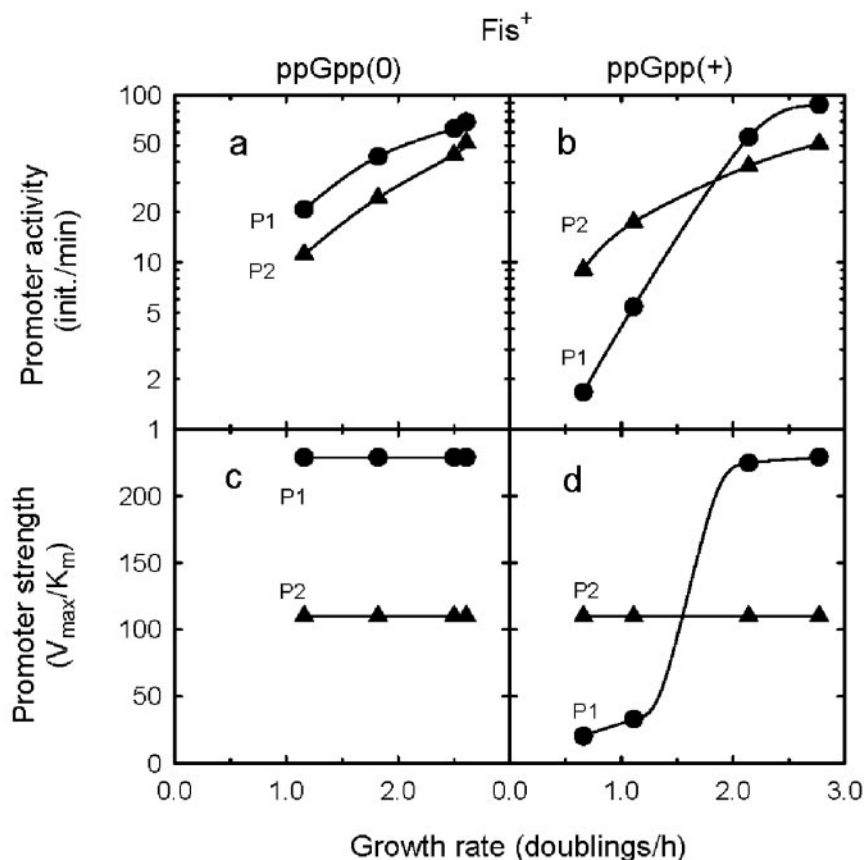 Fis⁺
ppGpp(0) ppGpp(+)
Promoter activity
(init./min)
100
50
20
10
5
2
1
a
P1
P2
b
P2
P1
Promoter strength
(Vmax/Km)
200
150
100
50
0
c
P1
P2
d
P2
P1
0.0 1.0 2.0 0.0 1.0 2.0 3.0
Growth rate (doublings/h)